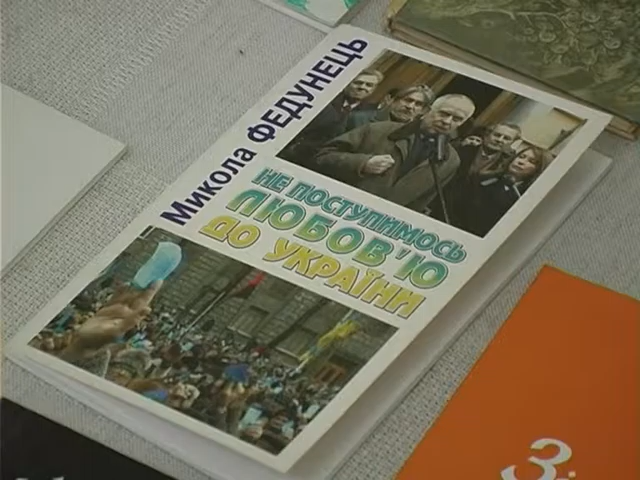 Микола ФЕДУНЕЦЬ
НЕ ПОСТУПИМОСЬ
ЛЮБОВ'Ю
ДО УКРАЇНИ
З